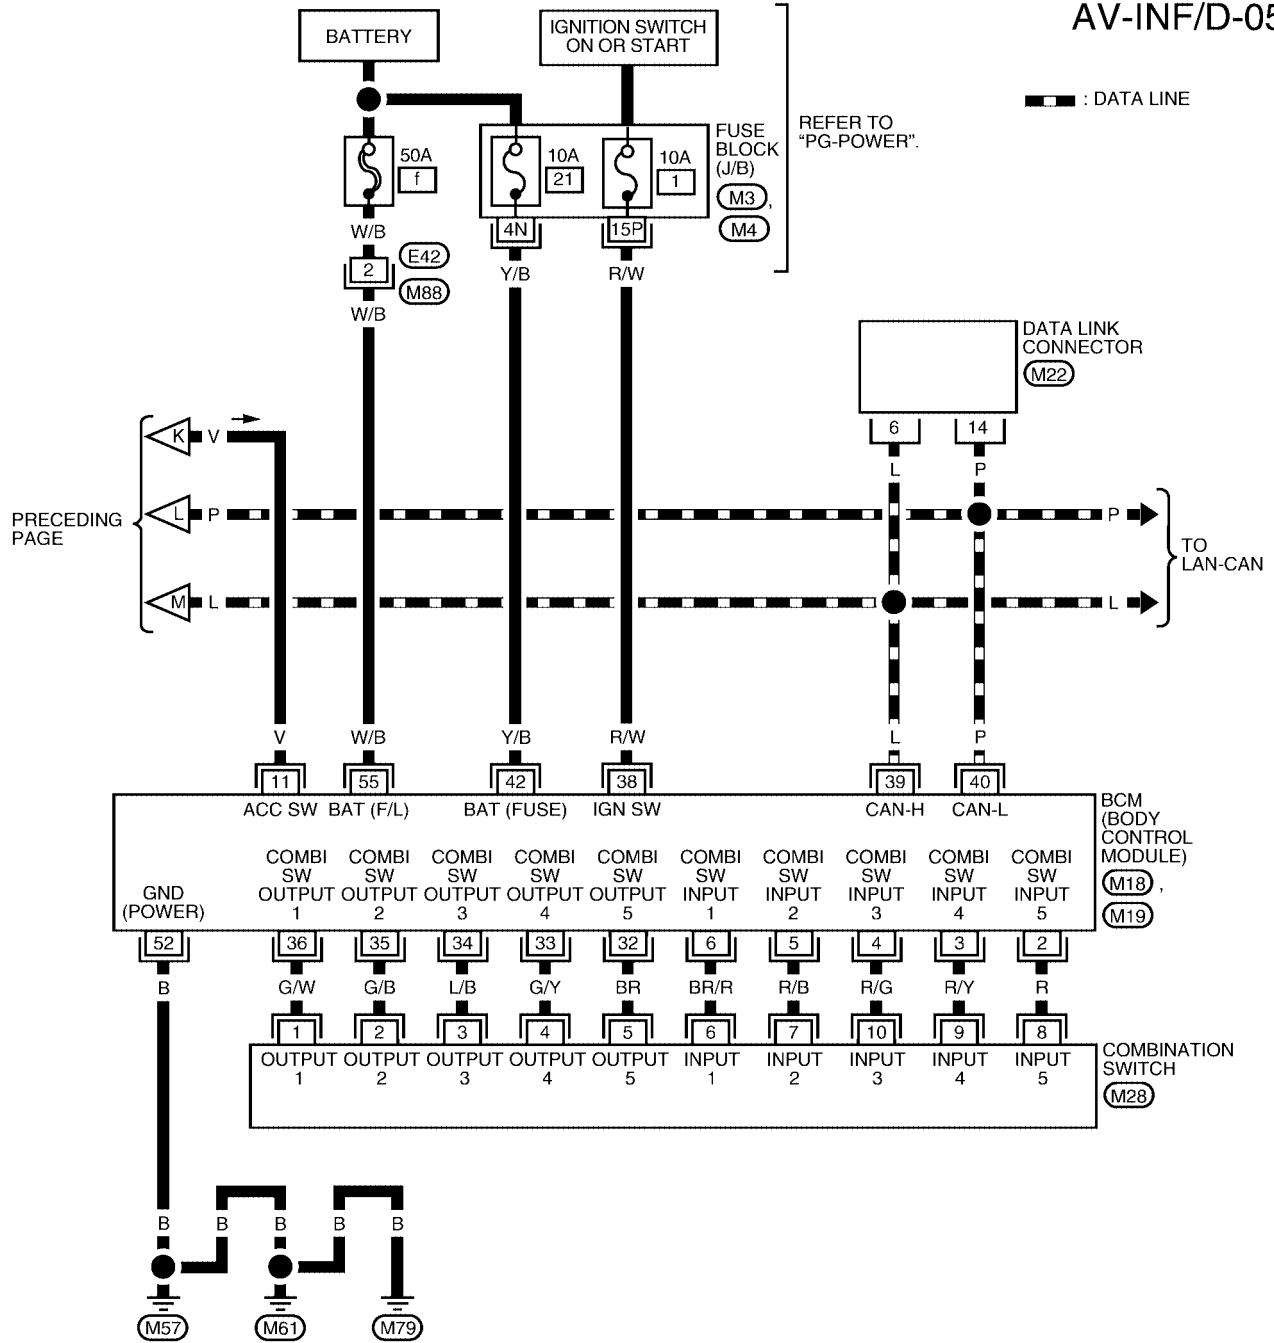 AV-INF/D-05
BATTERY
IGNITION SWITCH
ON OR START
: DATA LINE
REFER TO
"PG-POWER".
FUSE
BLOCK
(J/B)
M3 ,
M4
50A
f
10A
21
10A
1
W/B
4N
15P
E42
2
Y/B
R/W
M88
W/B
DATA LINK
CONNECTOR
M22
6
14
K V
L
P
PRECEDING
PAGE
L P
P
TO
LAN-CAN
M L
L
V
W/B
Y/B
R/W
L
P
11
55
42
38
39
40
ACC SW
BAT (F/L)
BAT (FUSE)
IGN SW
CAN-H
CAN-L
BCM
(BODY
CONTROL
MODULE)
M18 ,
M19
GND
(POWER)
COMBI
SW
OUTPUT
1
COMBI
SW
OUTPUT
2
COMBI
SW
OUTPUT
3
COMBI
SW
OUTPUT
4
COMBI
SW
OUTPUT
5
COMBI
SW
INPUT
1
COMBI
SW
INPUT
2
COMBI
SW
INPUT
3
COMBI
SW
INPUT
4
COMBI
SW
INPUT
5
52
36
35
34
33
32
6
5
4
3
2
B
G/W
G/B
L/B
G/Y
BR
BR/R
R/B
R/G
R/Y
R
1
2
3
4
5
6
7
10
9
8
OUTPUT
1
OUTPUT
2
OUTPUT
3
OUTPUT
4
OUTPUT
5
INPUT
1
INPUT
2
INPUT
3
INPUT
4
INPUT
5
COMBINATION
SWITCH
M28
B
B
B
B
B
M57
M61
M79